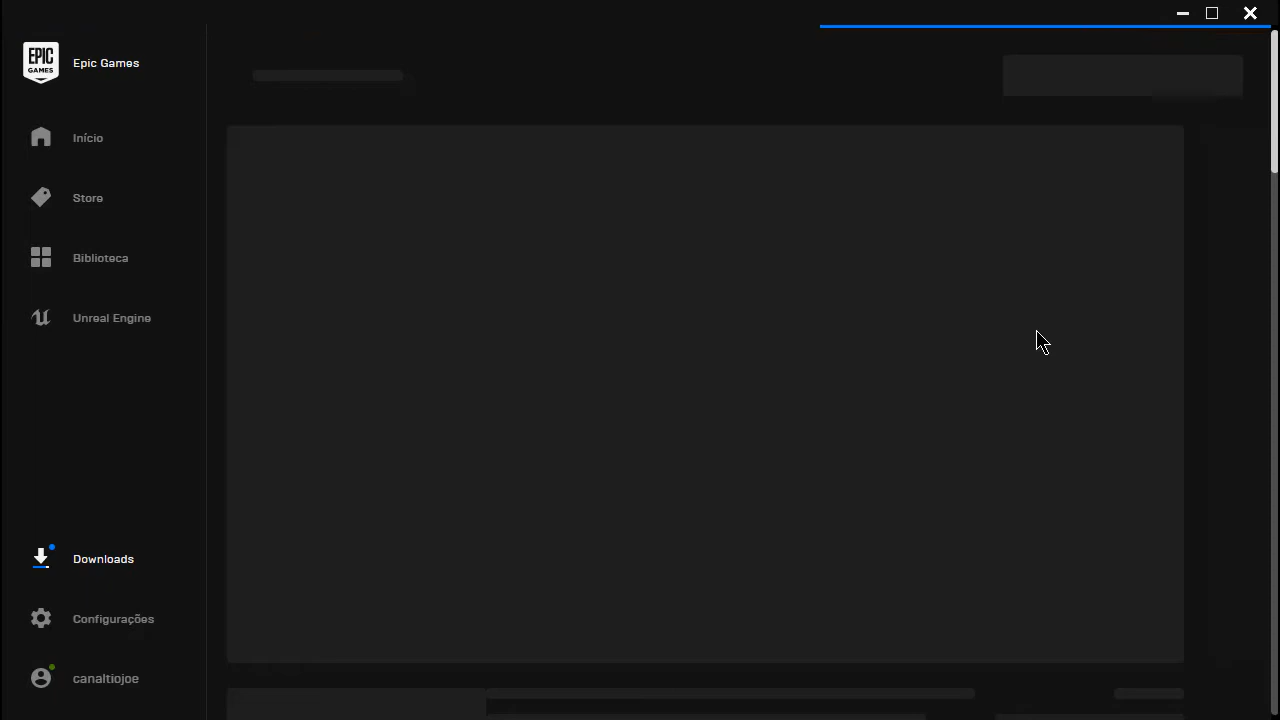 EPIC
GAMES
Epic Games
Início
Store
Biblioteca
Unreal Engine
Downloads
Configurações
canaltiojoe